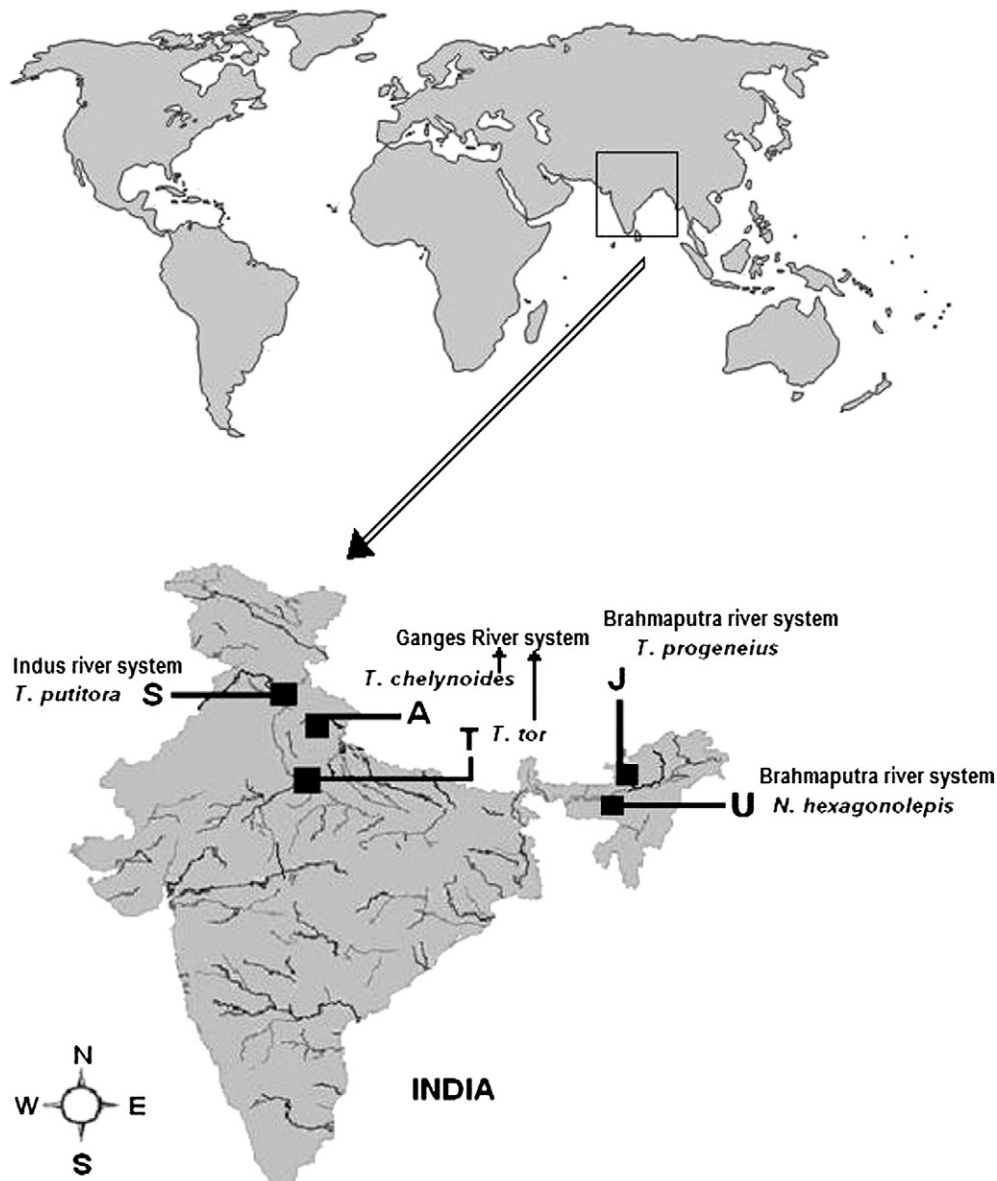 Brahmaputra river system
T. progeneius
Ganges River system
T. chelynoides
Indus river system
T. putitora
S
J
A
T
T. tor
Brahmaputra river system
N. hexagonolepis
U
INDIA
N
W
E
S